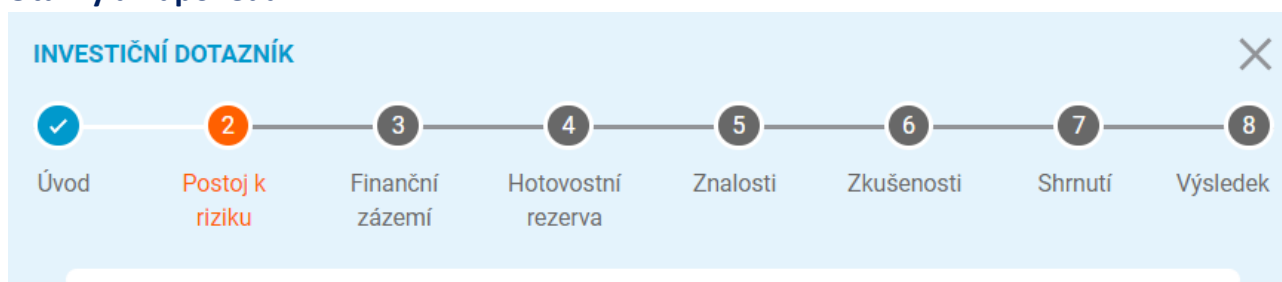 INVESTIČNÍ DOTAZNÍK
2 3 4 5 6 7 8
Úvod Postoj k Finanční Hotovostní Znalosti Zkušenosti Shrnutí Výsledek
riziku zázemí rezerva